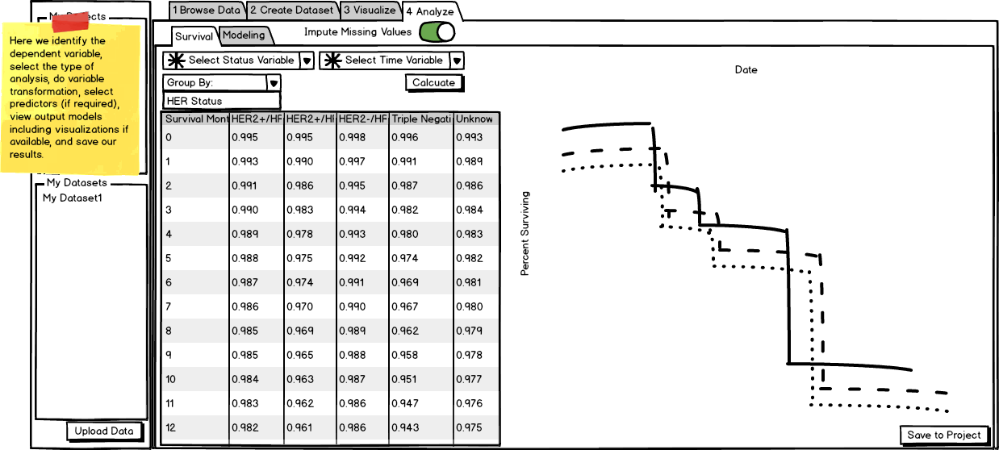 My Projects
Here we identify the
dependent variable,
select the type of
analysis, do variable
transformation, select
predictors (if required),
view output models
including visualizations if
available, and save our
results.
My Datasets
My Dataset1
Upload Data
1 Browse Data 2 Create Dataset 3 Visualize 4 Analyze
Survival Modeling Impute Missing Values
Select Status Variable Select Time Variable
Group By: Calcuate
HER Status
Survival Mont HER2+/HR HER2+/HR HER2-/HR Triple Negati Unknow
0 0.995 0.995 0.998 0.996 0.993
1 0.993 0.990 0.997 0.991 0.989
2 0.991 0.986 0.995 0.987 0.986
3 0.990 0.983 0.994 0.982 0.984
4 0.989 0.978 0.993 0.980 0.983
5 0.988 0.975 0.992 0.974 0.982
6 0.987 0.974 0.991 0.969 0.981
7 0.986 0.970 0.990 0.967 0.980
8 0.985 0.969 0.989 0.962 0.979
9 0.985 0.965 0.988 0.958 0.978
10 0.984 0.963 0.987 0.951 0.977
11 0.983 0.962 0.986 0.947 0.976
12 0.982 0.961 0.986 0.943 0.975
Date
Percent Surviving
Save to Project